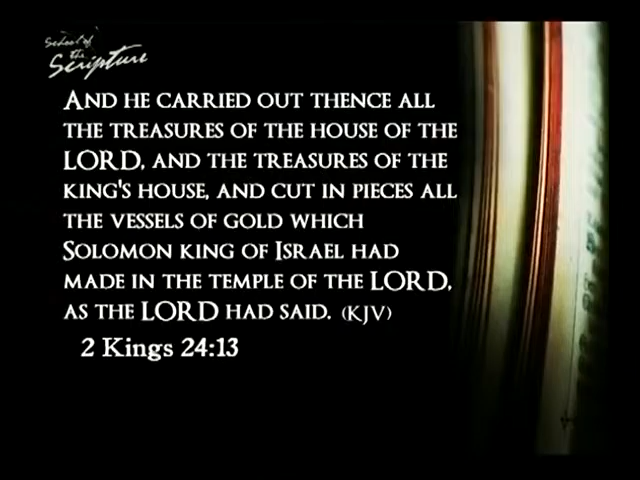 School of
the
Scripture
AND HE CARRIED OUT THENCE ALL
THE TREASURES OF THE HOUSE OF THE
LORD, AND THE TREASURES OF THE
KING'S HOUSE, AND CUT IN PIECES ALL
THE VESSELS OF GOLD WHICH
SOLOMON KING OF ISRAEL HAD
MADE IN THE TEMPLE OF THE LORD,
AS THE LORD HAD SAID. (KJV)
2 Kings 24:13